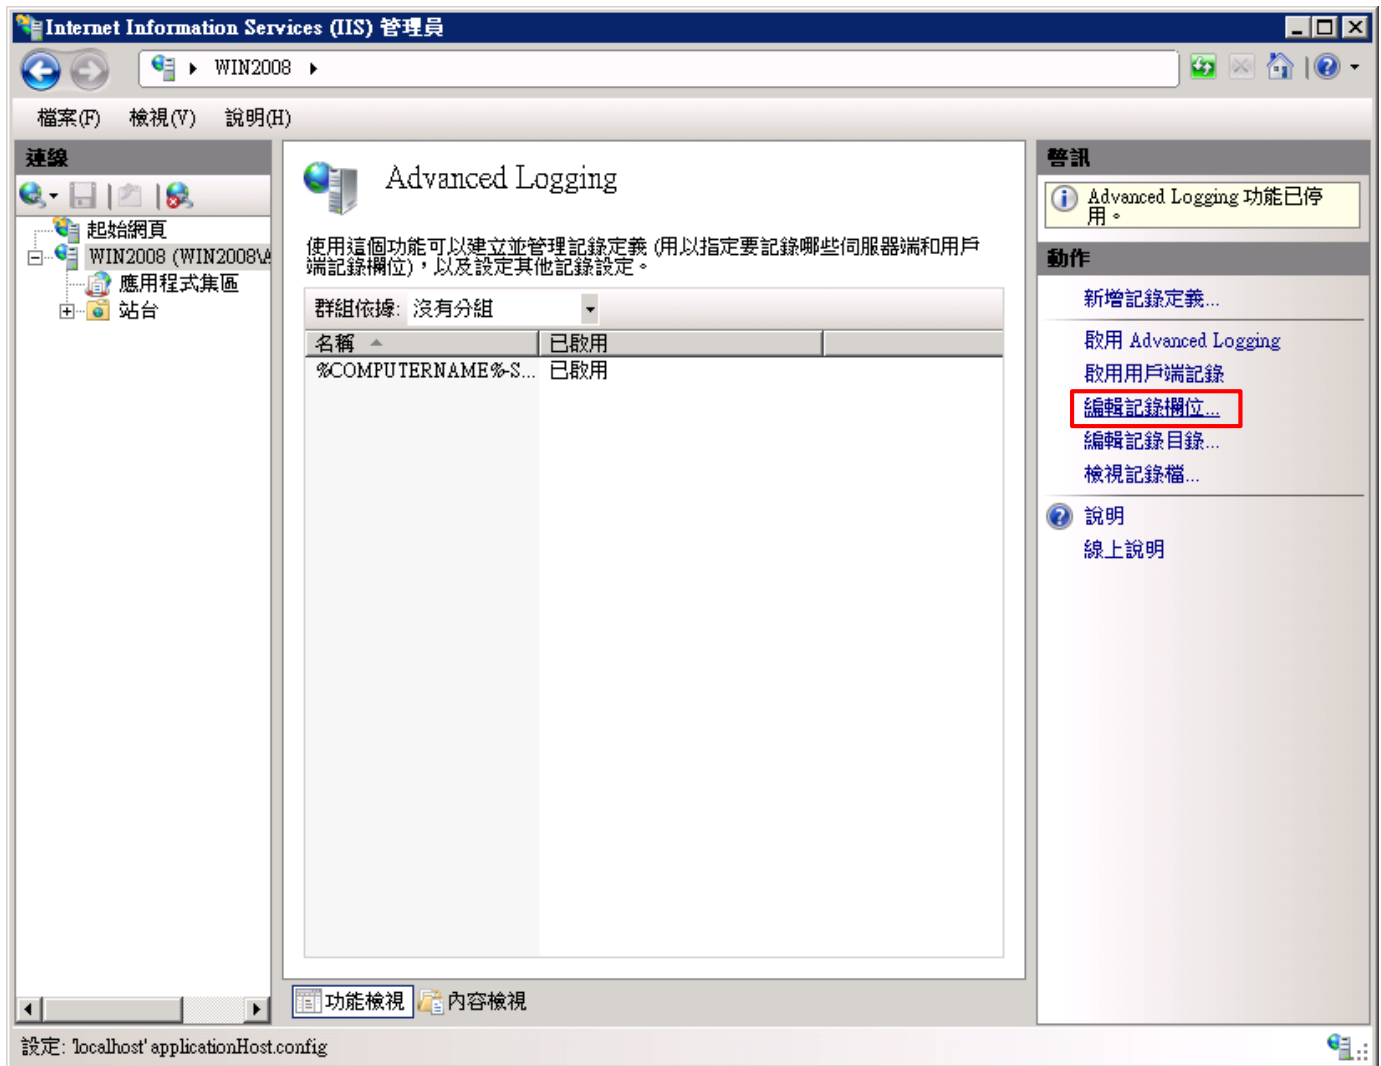 Internet Information Services (IIS) 管理員
WIN2008
檔案(F) 檢視(V) 說明(H)
連線
起始網頁
WIN2008 (WIN2008\A
應用程式集區
站台
Advanced Logging
使用這個功能可以建立並管理記錄定義 (用以指定要記錄哪些伺服器端和用戶
端記錄欄位)，以及設定其他記錄設定。
群組依據: 沒有分組
名稱 已啟用
%COMPUTERNAME%-S... 已啟用
功能檢視 內容檢視
警訊
Advanced Logging 功能已停
用。
動作
新增記錄定義...
啟用 Advanced Logging
啟用用戶端記錄
編輯記錄欄位...
編輯記錄目錄...
檢視記錄檔...
說明
線上說明
設定: 'localhost' applicationHost.config